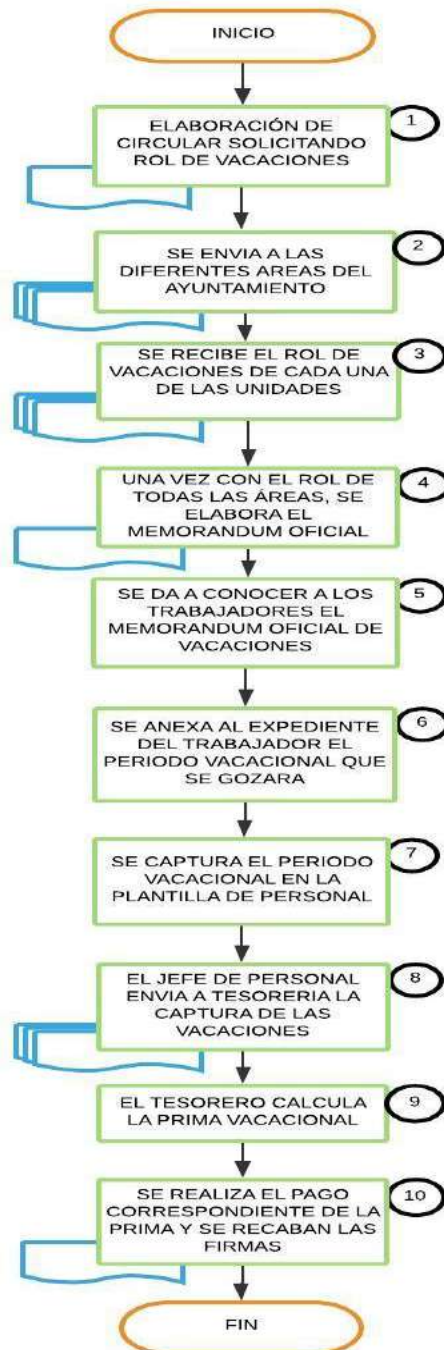 INICIO
1
ELABORACIÓN DE
CIRCULAR SOLICITANDO
ROL DE VACACIONES
2
SE ENVIA A LAS
DIFERENTES AREAS DEL
AYUNTAMIENTO
3
SE RECIBE EL ROL DE
VACACIONES DE CADA UNA
DE LAS UNIDADES
4
UNA VEZ CON EL ROL DE
TODAS LAS ÁREAS, SE
ELABORA EL
MEMORANDUM OFICIAL
5
SE DA A CONOCER A LOS
TRABAJADORES EL
MEMORANDUM OFICIAL DE
VACACIONES
6
SE ANEXA AL EXPEDIENTE
DEL TRABAJADOR EL
PERIODO VACACIONAL QUE
SE GOZARA
7
SE CAPTURA EL PERIODO
VACACIONAL EN LA
PLANTILLA DE PERSONAL
8
EL JEFE DE PERSONAL
ENVIA A TESORERIA LA
CAPTURA DE LAS
VACACIONES
9
EL TESORERO CALCULA
LA PRIMA VACACIONAL
10
SE REALIZA EL PAGO
CORRESPONDIENTE DE LA
PRIMA Y SE RECABAN LAS
FIRMAS
FIN